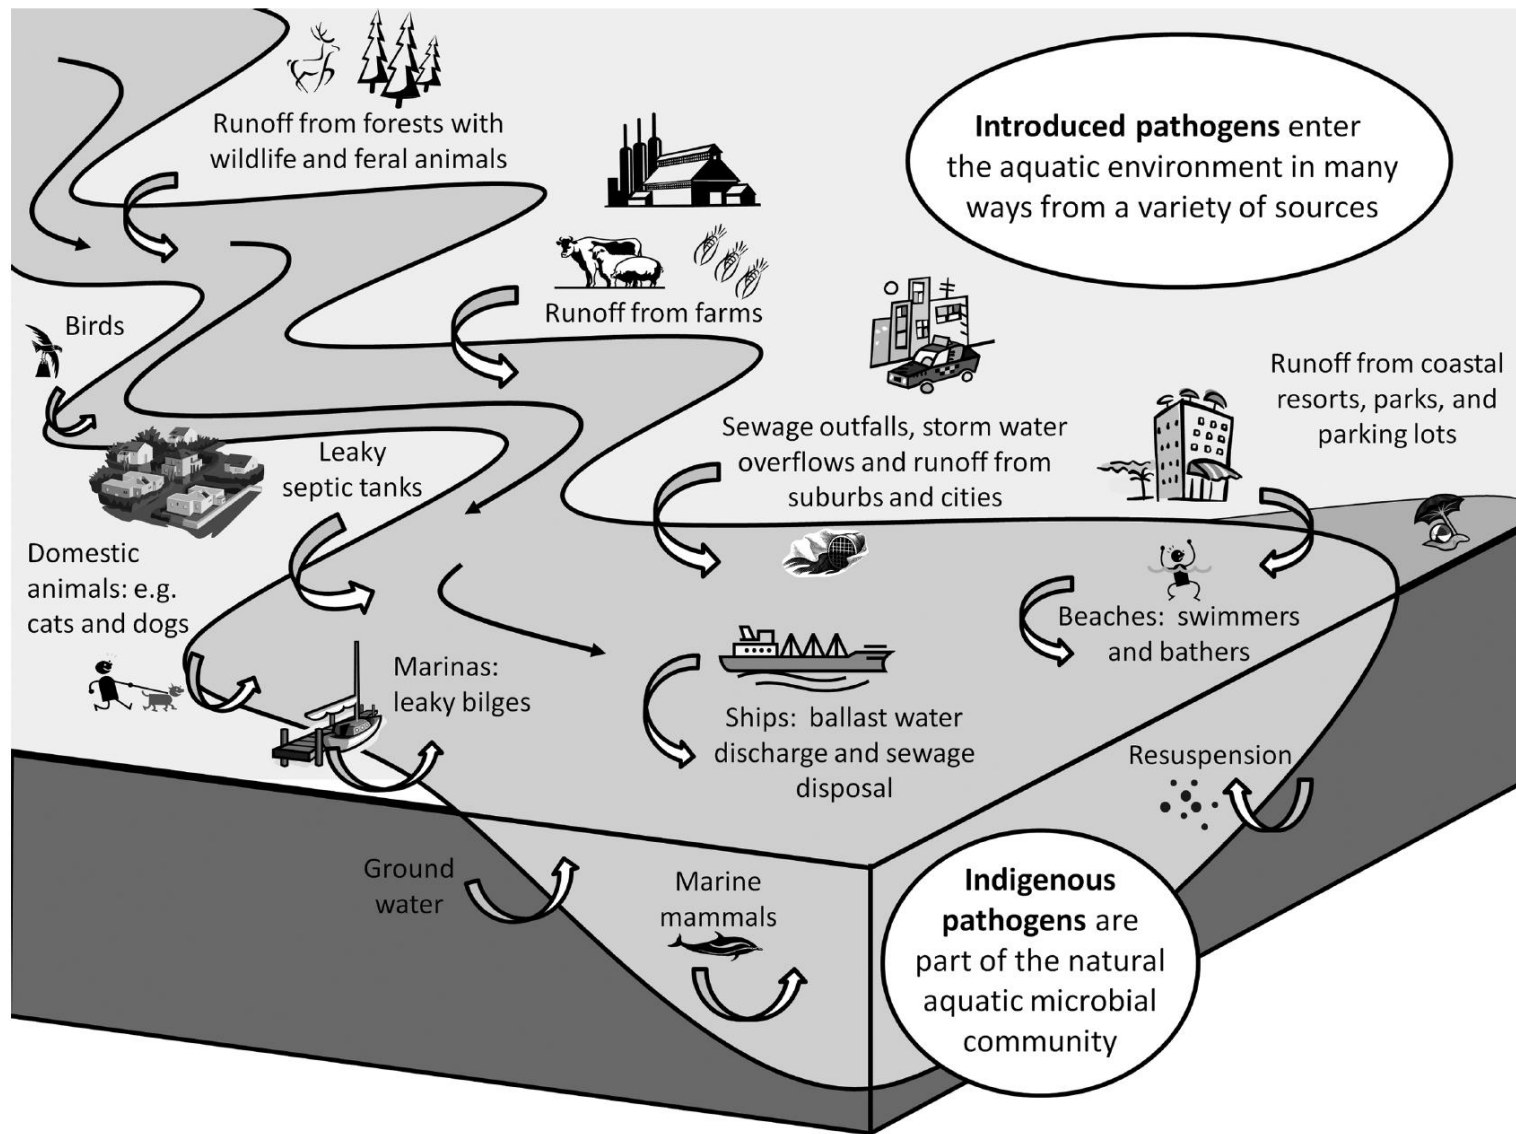 Runoff from forests with
wildlife and feral animals
Introduced pathogens enter
the aquatic environment in many
ways from a variety of sources
Runoff from farms
Birds
Runoff from coastal
resorts, parks, and
parking lots
Sewage outfalls, storm water
overflows and runoff from
suburbs and cities
Leaky
septic tanks
Domestic
animals: e.g.
cats and dogs
Beaches: swimmers
and bathers
Marinas:
leaky bilges
Ships: ballast water
discharge and sewage
disposal
Resuspension
Ground
water
Marine
mammals
Indigenous
pathogens are
part of the natural
aquatic microbial
community